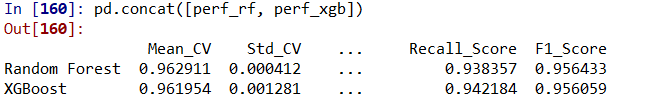 In [160]: pd.concat([perf_rf, perf_xgb])
Out[160]:
Mean_CV Std_CV ... Recall_Score F1_Score
Random Forest 0.962911 0.000412 ... 0.938357 0.956433
XGBoost 0.961954 0.001281 ... 0.942184 0.956059